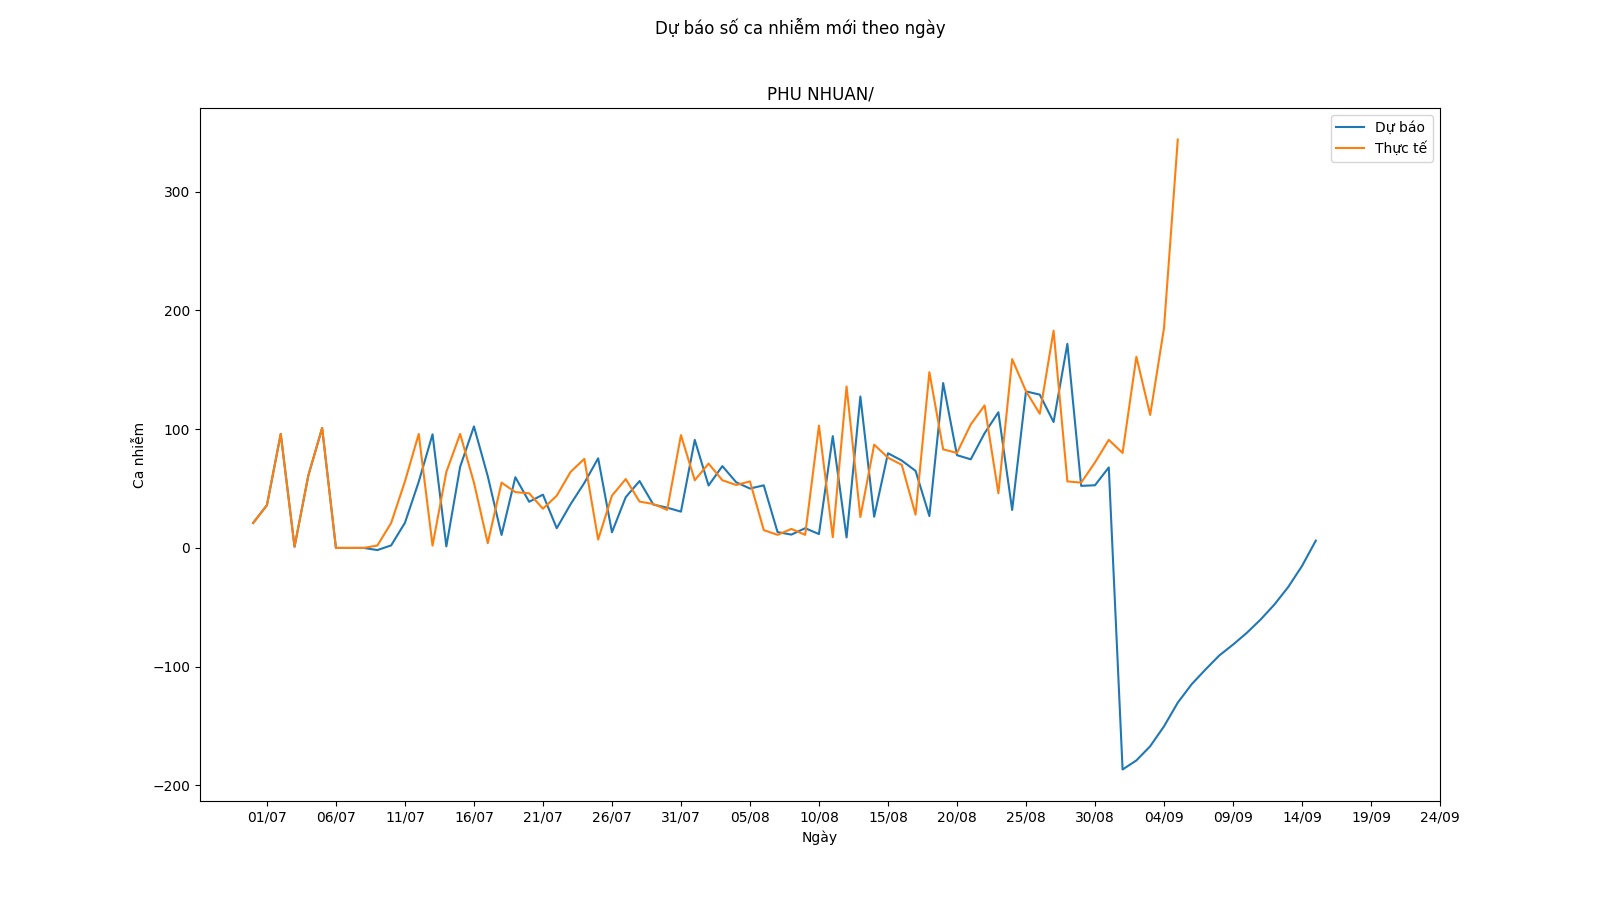 Dự báo số ca nhiễm mới theo ngày
PHU NHUAN/
Dự báo
Thực tế
Ca nhiễm
300
200
100
0
−100
−200
01/07 06/07 11/07 16/07 21/07 26/07 31/07 05/08 10/08 15/08 20/08 25/08 30/08 04/09 09/09 14/09 19/09 24/09
Ngày